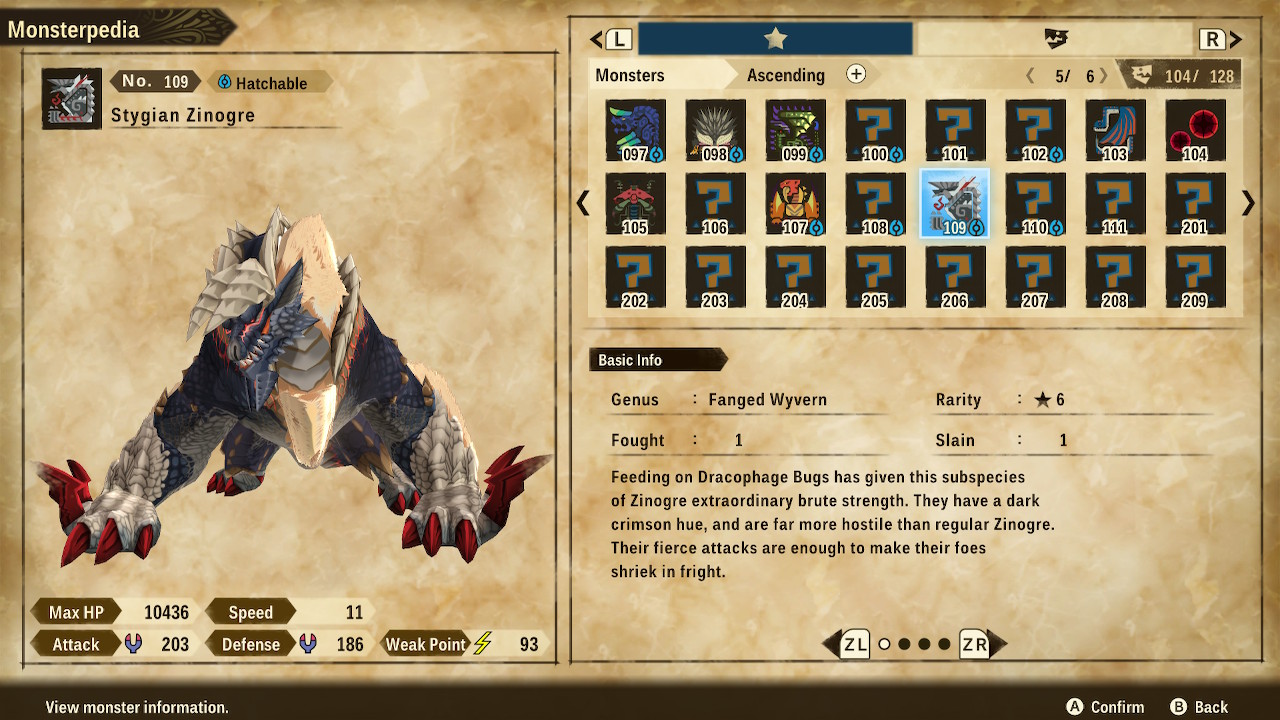 Monsterpedia
No. 109 Hatchable
Stygian Zinogre
Max HP 10436 Speed 11
Attack 203 Defense 186 Weak Point 93
L R
Monsters Ascending + 5/ 6 104/ 128
097 098 099 ? 100 ? 101 ? 102 103 104
105 ? 106 107 ? 108 109 ? 110 ? 111 ? 201
? 202 ? 203 ? 204 ? 205 ? 206 ? 207 ? 208 ? 209
Basic Info
Genus : Fanged Wyvern Rarity : ★ 6
Fought : 1 Slain : 1
Feeding on Dracophage Bugs has given this subspecies
of Zinogre extraordinary brute strength. They have a dark
crimson hue, and are far more hostile than regular Zinogre.
Their fierce attacks are enough to make their foes
shriek in fright.
ZL ZR
View monster information. A Confirm B Back